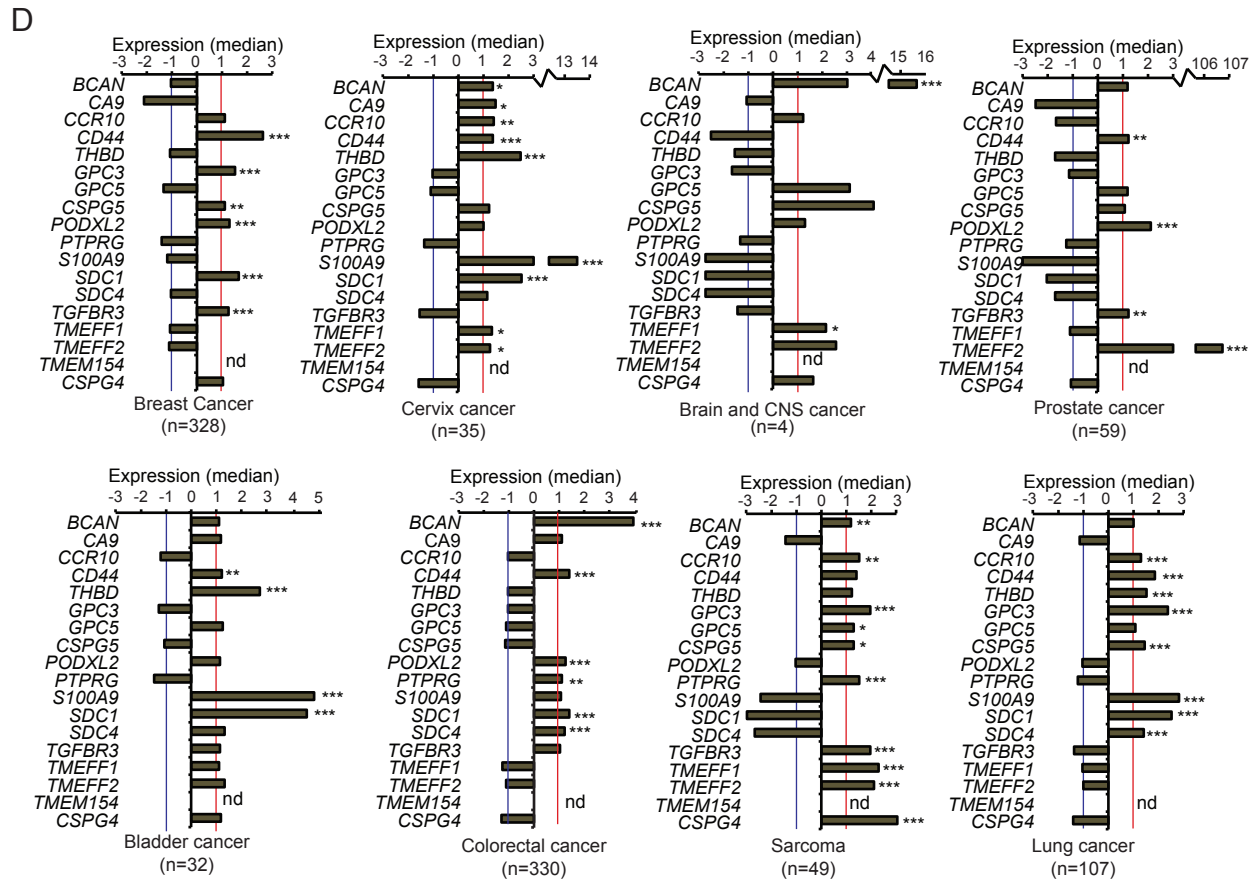 D
Expression (median)
-3 -2 -1 0 1 2 3
BCAN
CA9
CCR10
CD44 ***
THBD
GPC3 ***
GPC5
CSPG5 **
PODXL2 ***
PTPRG
S100A9
SDC1 ***
SDC4
TGFBR3 ***
TMEFF1
TMEFF2
TMEM154 nd
CSPG4
Breast Cancer
(n=328)
Expression (median)
-3 -2 -1 0 1 2 3 13 14
BCAN *
CA9 *
CCR10 **
CD44 ***
THBD ***
GPC3
GPC5
CSPG5
PODXL2
PTPRG
S100A9 ***
SDC1 ***
SDC4
TGFBR3
TMEFF1 *
TMEFF2 *
TMEM154 nd
CSPG4
Cervix cancer
(n=35)
Expression (median)
-3 -2 -1 0 1 2 3 4 15 16
BCAN ***
CA9
CCR10
CD44
THBD
GPC3
GPC5
CSPG5
PODXL2
PTPRG
S100A9
SDC1
SDC4
TGFBR3
TMEFF1 *
TMEFF2
TMEM154 nd
CSPG4
Brain and CNS cancer
(n=4)
Expression (median)
-3 -2 -1 0 1 2 3 106 107
BCAN
CA9
CCR10
CD44 **
THBD
GPC3
GPC5
CSPG5
PODXL2 ***
PTPRG
S100A9
SDC1
SDC4
TGFBR3 **
TMEFF1
TMEFF2 ***
TMEM154 nd
CSPG4
Prostate cancer
(n=59)
Expression (median)
-3 -2 -1 0 1 2 3 4 5
BCAN
CA9
CCR10
CD44 **
THBD ***
GPC3
GPC5
CSPG5
PODXL2
PTPRG
S100A9 ***
SDC1 ***
SDC4
TGFBR3
TMEFF1
TMEFF2
TMEM154 nd
CSPG4
Bladder cancer
(n=32)
Expression (median)
-3 -2 -1 0 1 2 3 4
BCAN ***
CA9
CCR10
CD44 ***
THBD
GPC3
GPC5
CSPG5
PODXL2 ***
PTPRG **
S100A9
SDC1 ***
SDC4 ***
TGFBR3
TMEFF1
TMEFF2
TMEM154 nd
CSPG4
Colorectal cancer
(n=330)
Expression (median)
-3 -2 -1 0 1 2 3
BCAN **
CA9
CCR10 **
CD44
THBD
GPC3 ***
GPC5 *
CSPG5 *
PODXL2
PTPRG ***
S100A9
SDC1
SDC4
TGFBR3 ***
TMEFF1 ***
TMEFF2 ***
TMEM154 nd
CSPG4 ***
Sarcoma
(n=49)
Expression (median)
-3 -2 -1 0 1 2 3
BCAN
CA9
CCR10 ***
CD44 ***
THBD ***
GPC3 ***
GPC5
CSPG5 ***
PODXL2
PTPRG
S100A9 ***
SDC1 ***
SDC4 ***
TGFBR3
TMEFF1
TMEFF2
TMEM154 nd
CSPG4
Lung cancer
(n=107)